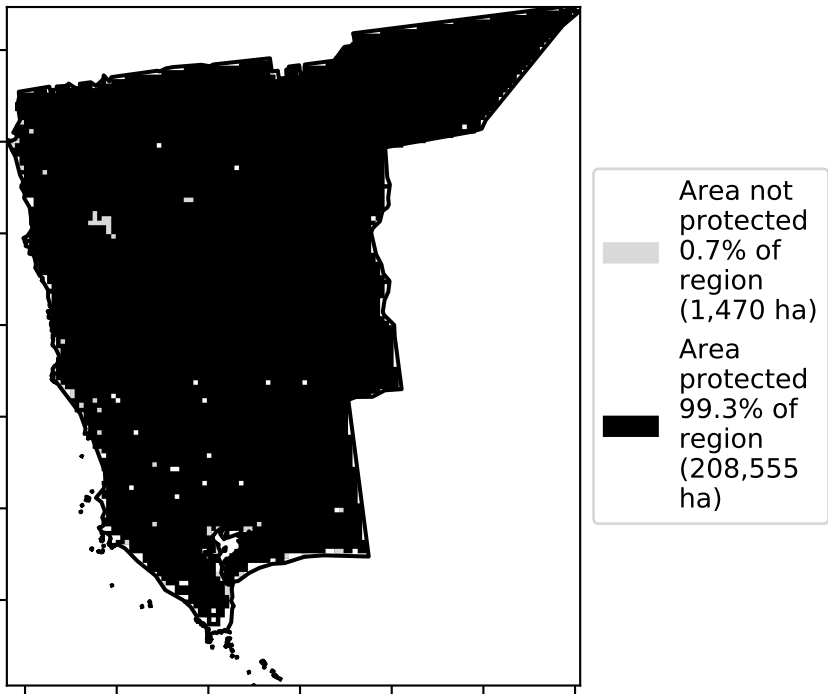 Area not
protected
0.7% of
region
(1,470 ha)
Area
protected
99.3% of
region
(208,555
ha)